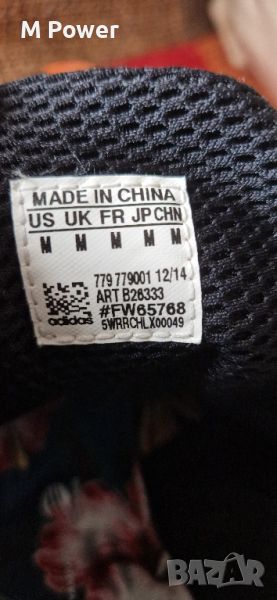 M Power
MADE IN CHINA
US UK FR JP CHN
M M M M M
779 779001 12/14
ART B26333
#FW65768
5WRRCHLX00049
adidas
BAZAR